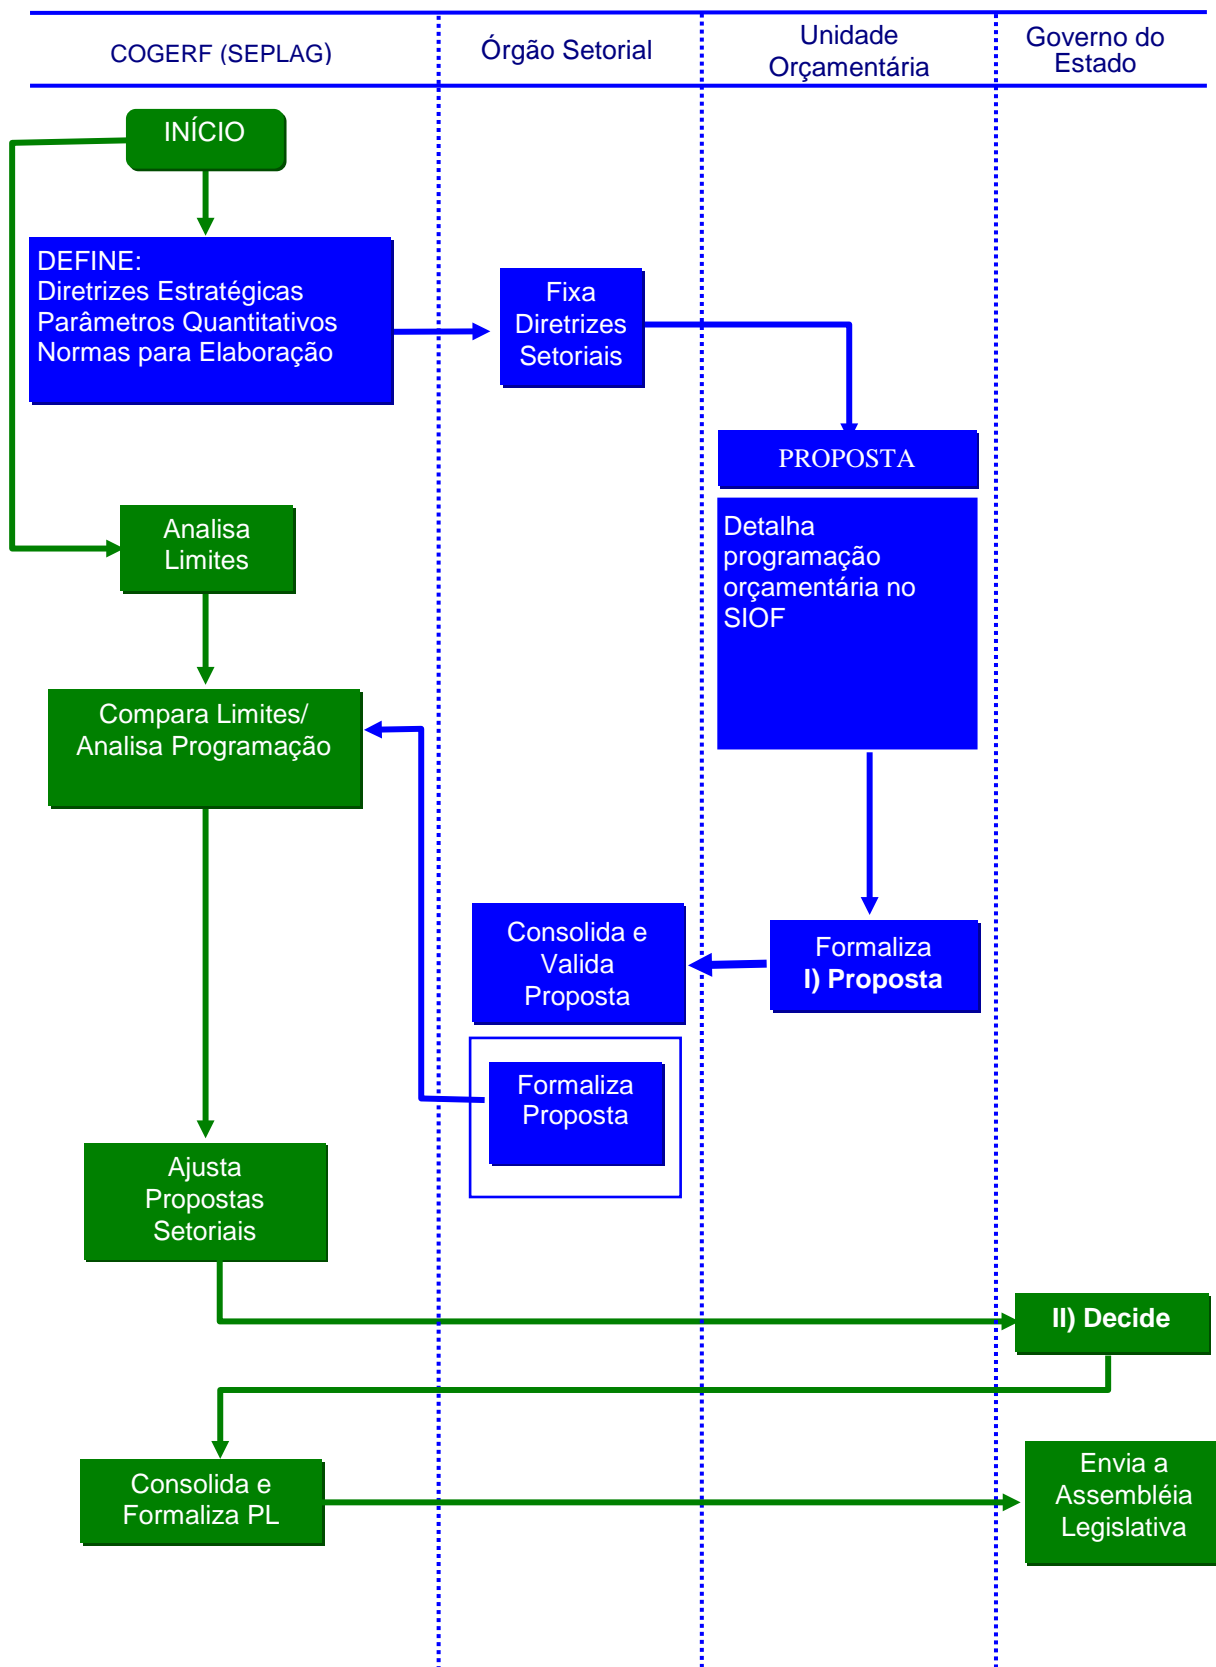 COGERF (SEPLAG)
Órgão Setorial
Unidade
Orçamentária
Governo do
Estado
INÍCIO
DEFINE:
Diretrizes Estratégicas
Parâmetros Quantitativos
Normas para Elaboração
Fixa
Diretrizes
Setoriais
PROPOSTA
Detalha
programação
orçamentária no
SIOF
Analisa
Limites
Compara Limites/
Analisa Programação
Formaliza
I) Proposta
Consolida e
Valida
Proposta
Formaliza
Proposta
Ajusta
Propostas
Setoriais
II) Decide
Consolida e
Formaliza PL
Envia a
Assembléia
Legislativa